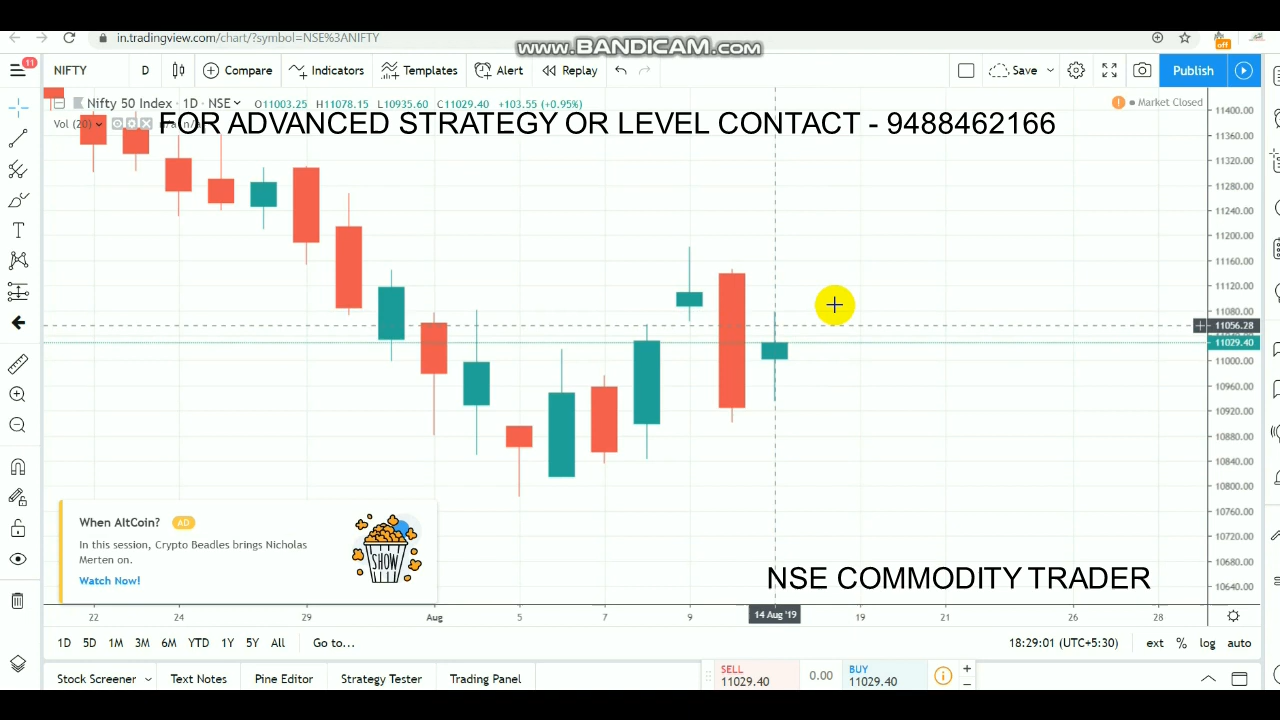 in.tradingview.com/chart/?symbol=NSE%3ANIFTY
off
www.BANDICAM.com
11
NIFTY D Compare Indicators Templates Alert Replay Save Publish
Nifty 50 Index · 1D · NSE O11003.25 H11078.15 L10935.60 C11029.40 +103.55 (+0.95%)
Market Closed
Vol (20)
FOR ADVANCED STRATEGY OR LEVEL CONTACT - 9488462166
11400.00
11360.00
11320.00
11280.00
11240.00
11200.00
11160.00
11120.00
11080.00
11056.28
11029.40
11000.00
10960.00
10920.00
10880.00
10840.00
10800.00
10760.00
10720.00
10680.00
10640.00
When AltCoin? AD
In this session, Crypto Beadles brings Nicholas
Merten on.
Watch Now!
SHOW
NSE COMMODITY TRADER
22 24 29 Aug 5 7 9 14 Aug '19 19 21 26 28
1D 5D 1M 3M 6M YTD 1Y 5Y All Go to... 18:29:01 (UTC+5:30) ext % log auto
Stock Screener Text Notes Pine Editor Strategy Tester Trading Panel
SELL
11029.40
0.00
BUY
11029.40